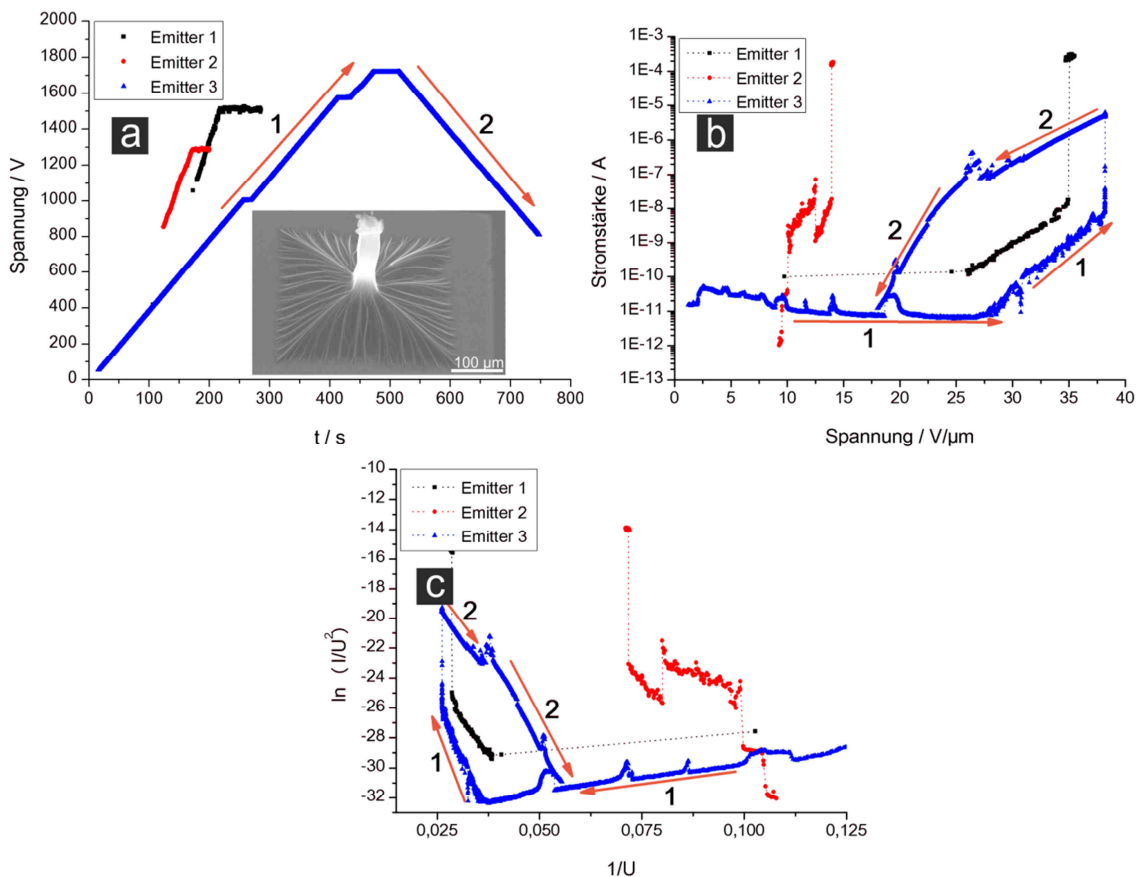 2000
1800
1600
1400
1200
1000
800
600
400
200
0
Spannung / V
Emitter 1
Emitter 2
Emitter 3
a
1
2
100 µm
0
100
200
300
400
500
600
700
800
t / s
1E-3
1E-4
1E-5
1E-6
1E-7
1E-8
1E-9
1E-10
1E-11
1E-12
1E-13
Stromstärke / A
Emitter 1
Emitter 2
Emitter 3
b
2
2
1
1
0
5
10
15
20
25
30
35
40
Spannung / V/µm
-10
-12
-14
-16
-18
-20
-22
-24
-26
-28
-30
-32
ln (I/U²)
Emitter 1
Emitter 2
Emitter 3
c
2
2
1
1
0,025
0,050
0,075
0,100
0,125
1/U